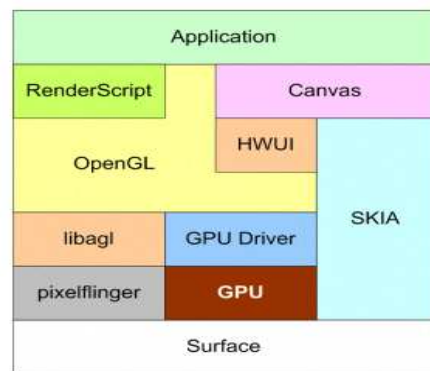 Application
RenderScript
Canvas
HWUI
OpenGL
SKIA
libagl
GPU Driver
pixelflinger
GPU
Surface